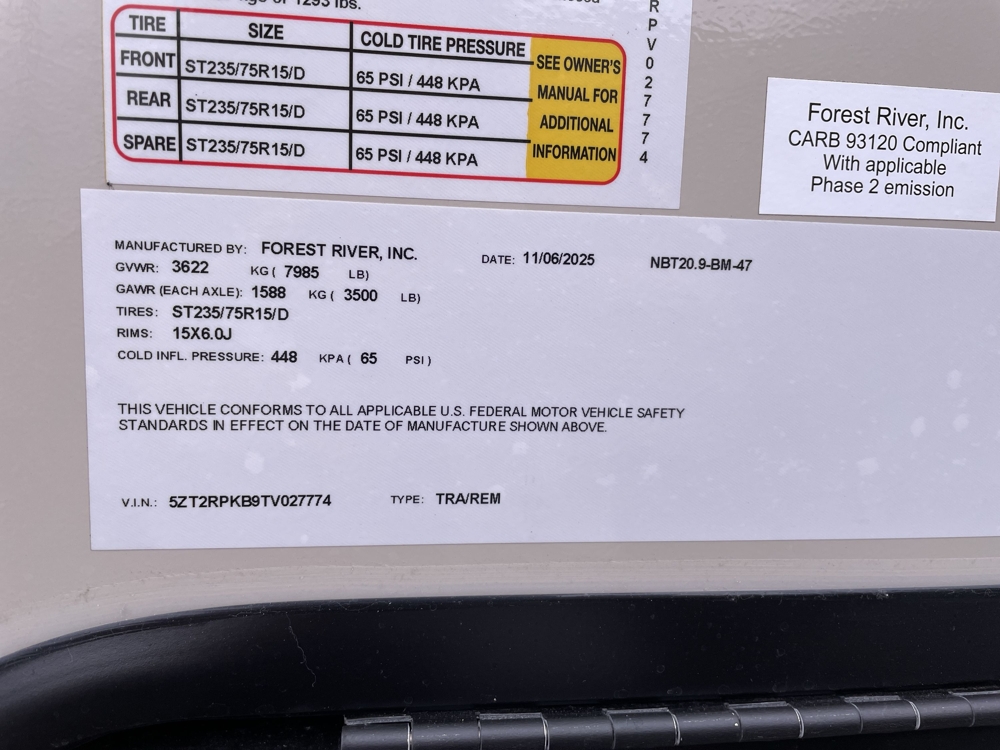 of 1293 lbs.
TIRE SIZE COLD TIRE PRESSURE
FRONT ST235/75R15/D 65 PSI / 448 KPA
REAR ST235/75R15/D 65 PSI / 448 KPA
SPARE ST235/75R15/D 65 PSI / 448 KPA
SEE OWNER'S
MANUAL FOR
ADDITIONAL
INFORMATION
R
P
V
0
2
7
7
7
4
Forest River, Inc.
CARB 93120 Compliant
With applicable
Phase 2 emission
MANUFACTURED BY: FOREST RIVER, INC. DATE: 11/06/2025 NBT20.9-BM-47
GVWR: 3622 KG ( 7985 LB)
GAWR (EACH AXLE): 1588 KG ( 3500 LB)
TIRES: ST235/75R15/D
RIMS: 15X6.0J
COLD INFL. PRESSURE: 448 KPA ( 65 PSI )
THIS VEHICLE CONFORMS TO ALL APPLICABLE U.S. FEDERAL MOTOR VEHICLE SAFETY
STANDARDS IN EFFECT ON THE DATE OF MANUFACTURE SHOWN ABOVE.
V.I.N.: 5ZT2RPKB9TV027774 TYPE: TRA/REM